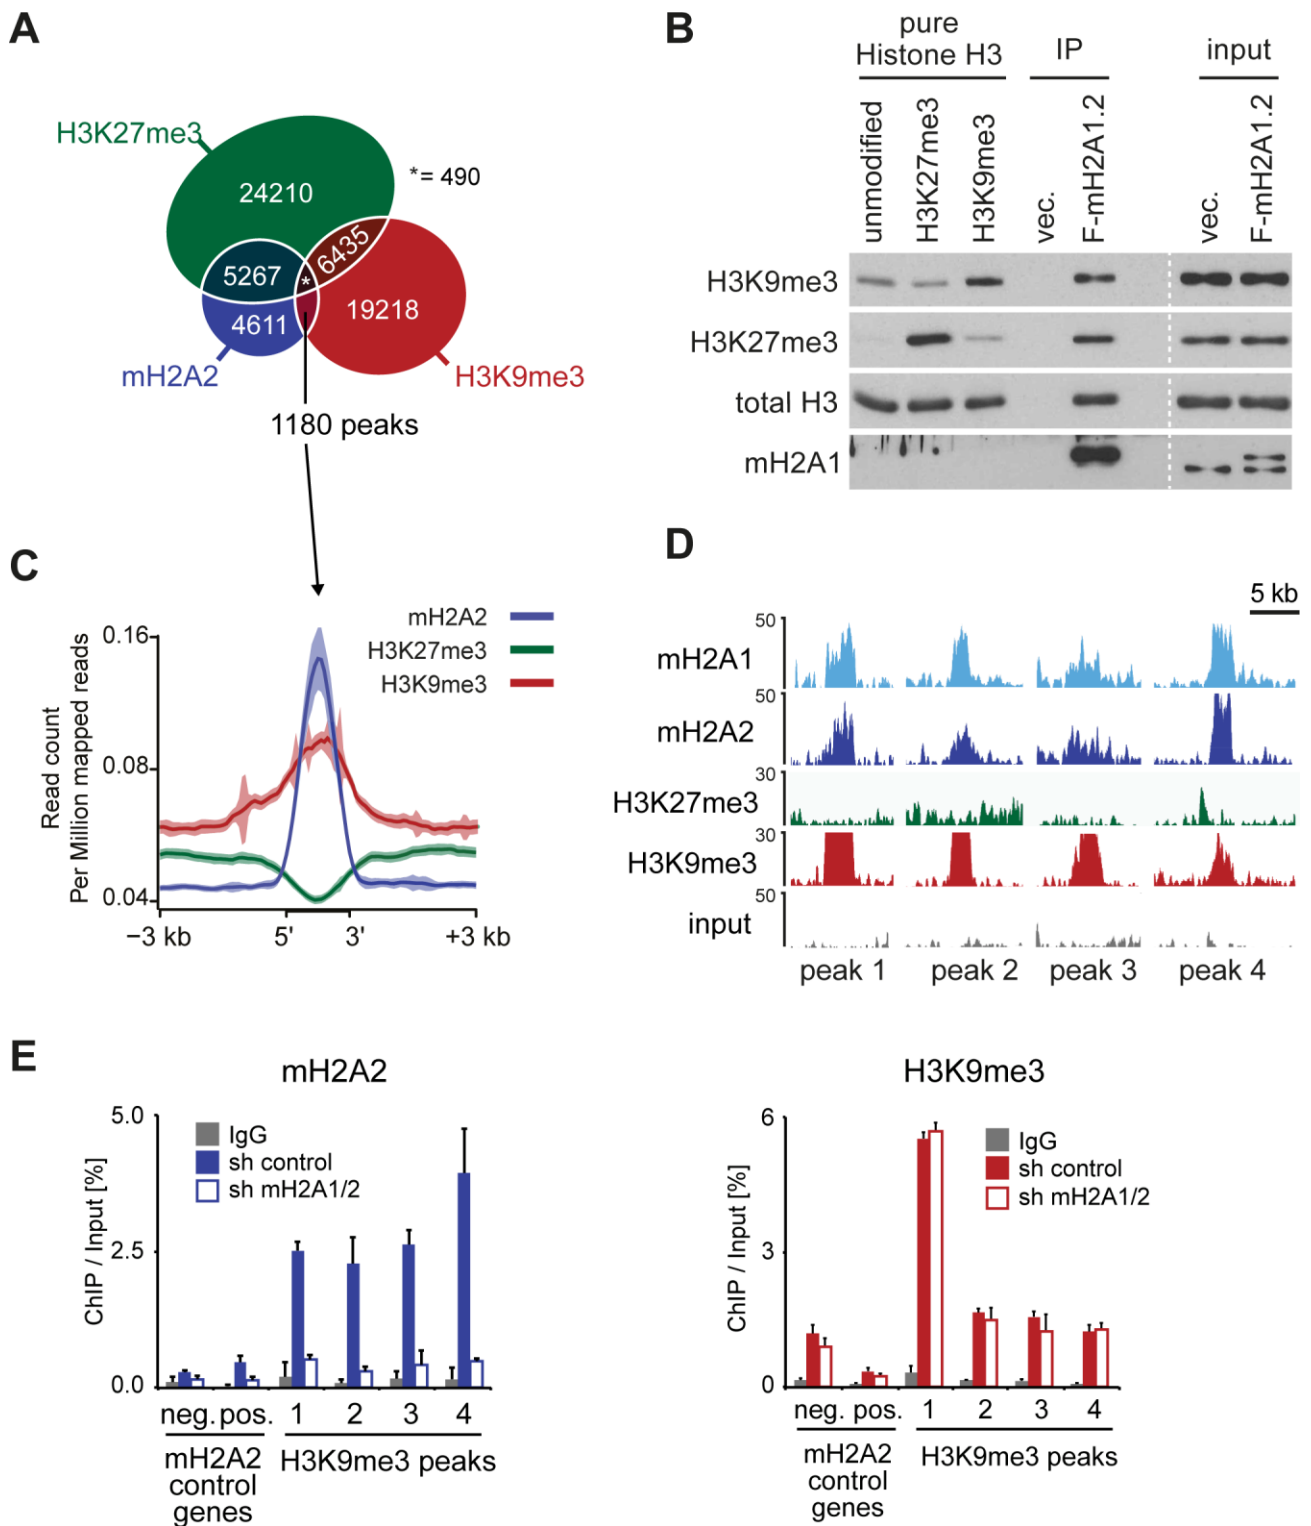 A
H3K27me3
24210
*= 490
6435
5267
*
4611
19218
mH2A2
H3K9me3
1180 peaks
B
pure
Histone H3
IP
input
unmodified
H3K27me3
H3K9me3
vec.
F-mH2A1.2
vec.
F-mH2A1.2
H3K9me3
H3K27me3
total H3
mH2A1
C
mH2A2
H3K27me3
H3K9me3
Read count
Per Million mapped reads
0.16
0.08
0.04
−3 kb
5'
3'
+3 kb
D
5 kb
50
mH2A1
50
mH2A2
30
H3K27me3
30
H3K9me3
50
input
peak 1
peak 2
peak 3
peak 4
E
mH2A2
5.0
2.5
0.0
ChIP / Input [%]
IgG
sh control
sh mH2A1/2
neg. pos.
1
2
3
4
mH2A2
control
genes
H3K9me3 peaks
H3K9me3
6
3
0
ChIP / Input [%]
IgG
sh control
sh mH2A1/2
neg. pos.
1
2
3
4
mH2A2
control
genes
H3K9me3 peaks